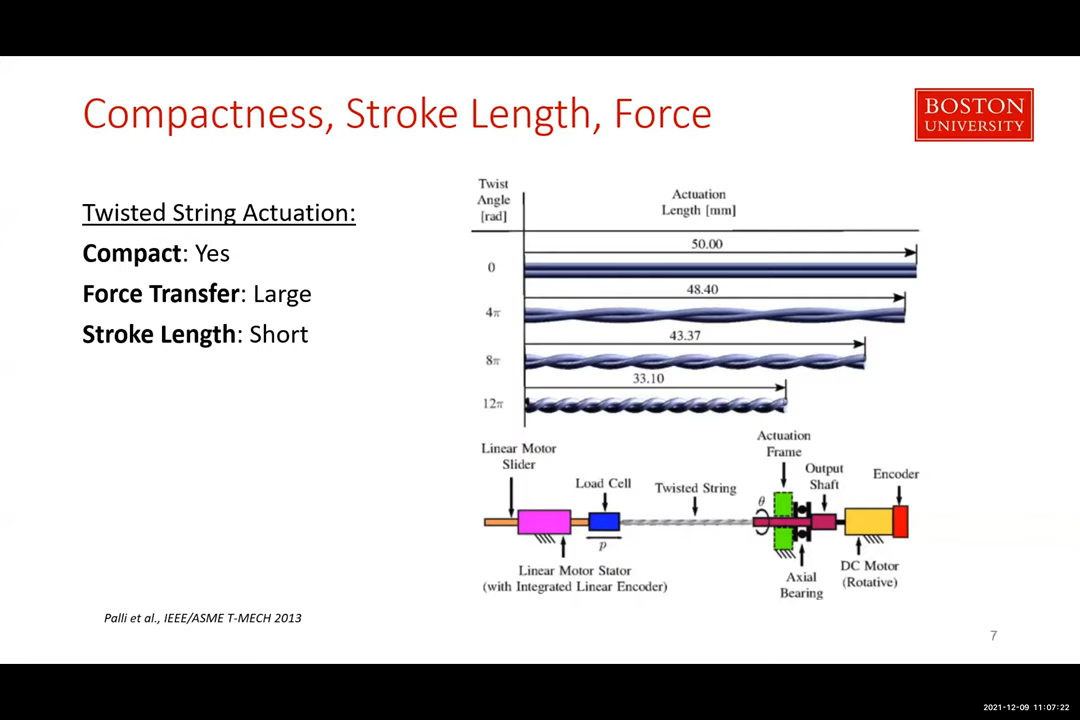 Compactness, Stroke Length, Force
BOSTON
UNIVERSITY
Twisted String Actuation:
Compact: Yes
Force Transfer: Large
Stroke Length: Short
Twist
Angle
[rad]
Actuation
Length [mm]
50.00
0
48.40
4π
43.37
8π
33.10
12π
Linear Motor
Slider
Load Cell
Twisted String
Actuation
Frame
Output
Shaft
Encoder
θ
p
Linear Motor Stator
(with Integrated Linear Encoder)
Axial
Bearing
DC Motor
(Rotative)
Palli et al., IEEE/ASME T-MECH 2013
7
2021-12-09 11:07:22